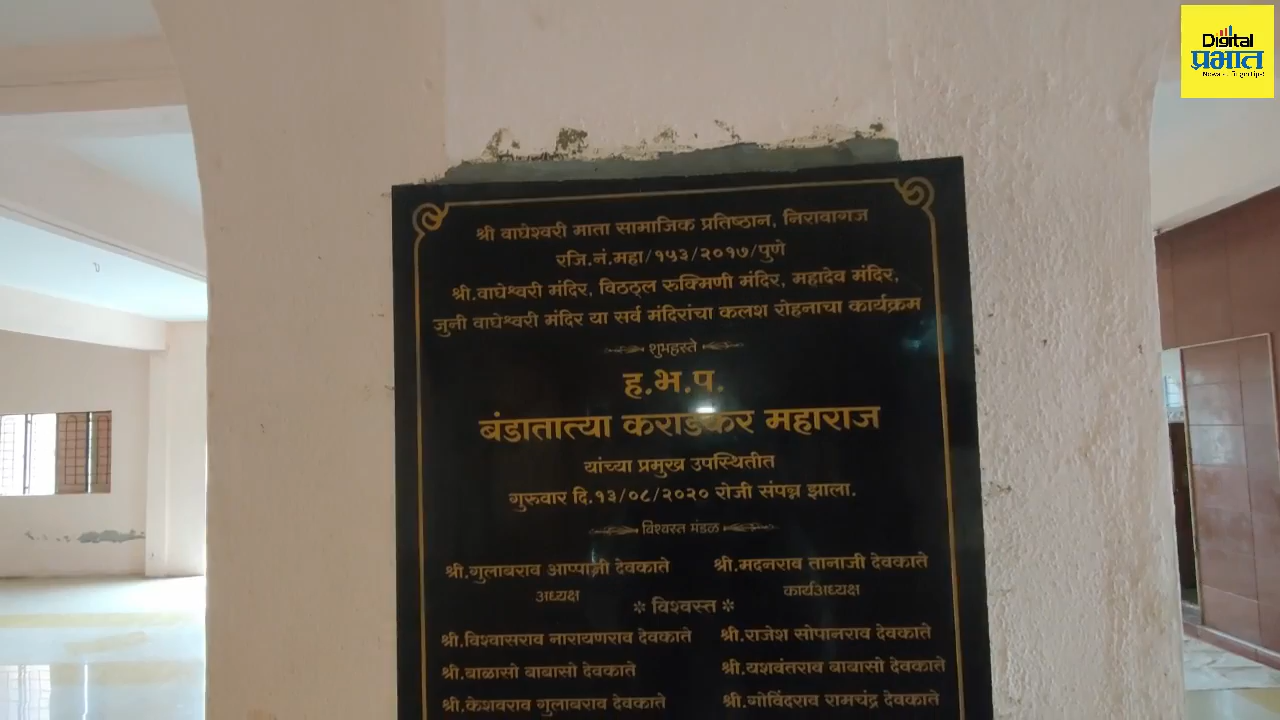 Digital
प्रभात
श्री वाघेश्वरी माता सामाजिक प्रतिष्ठान, निरावागज
रजि.नं.महा/१५३/२०१७/पुणे
श्री.वाघेश्वरी मंदिर, विठठ्ल रुक्मिणी मंदिर, महादेव मंदिर,
जुनी वाघेश्वरी मंदिर या सर्व मंदिरांचा कलश रोहनाचा कार्यक्रम
शुभहस्ते
ह.भ.प.
बंडातात्या कराडकर महाराज
यांच्या प्रमुख उपस्थितीत
गुरुवार दि.१३/०८/२०२० रोजी संपन्न झाला.
विश्वस्त मंडळ
श्री.गुलाबराव आप्पाजी देवकाते श्री.मदनराव तानाजी देवकाते
अध्यक्ष कार्याअध्यक्ष
विश्वस्त
श्री.विश्वासराव नारायणराव देवकाते श्री.राजेश सोपानराव देवकाते
श्री.बाळासो बाबासो देवकाते श्री.यशवंतराव बाबासो देवकाते
श्री.केशवराव गुलाबराव देवकाते श्री.गोविंदराव रामचंद्र देवकाते